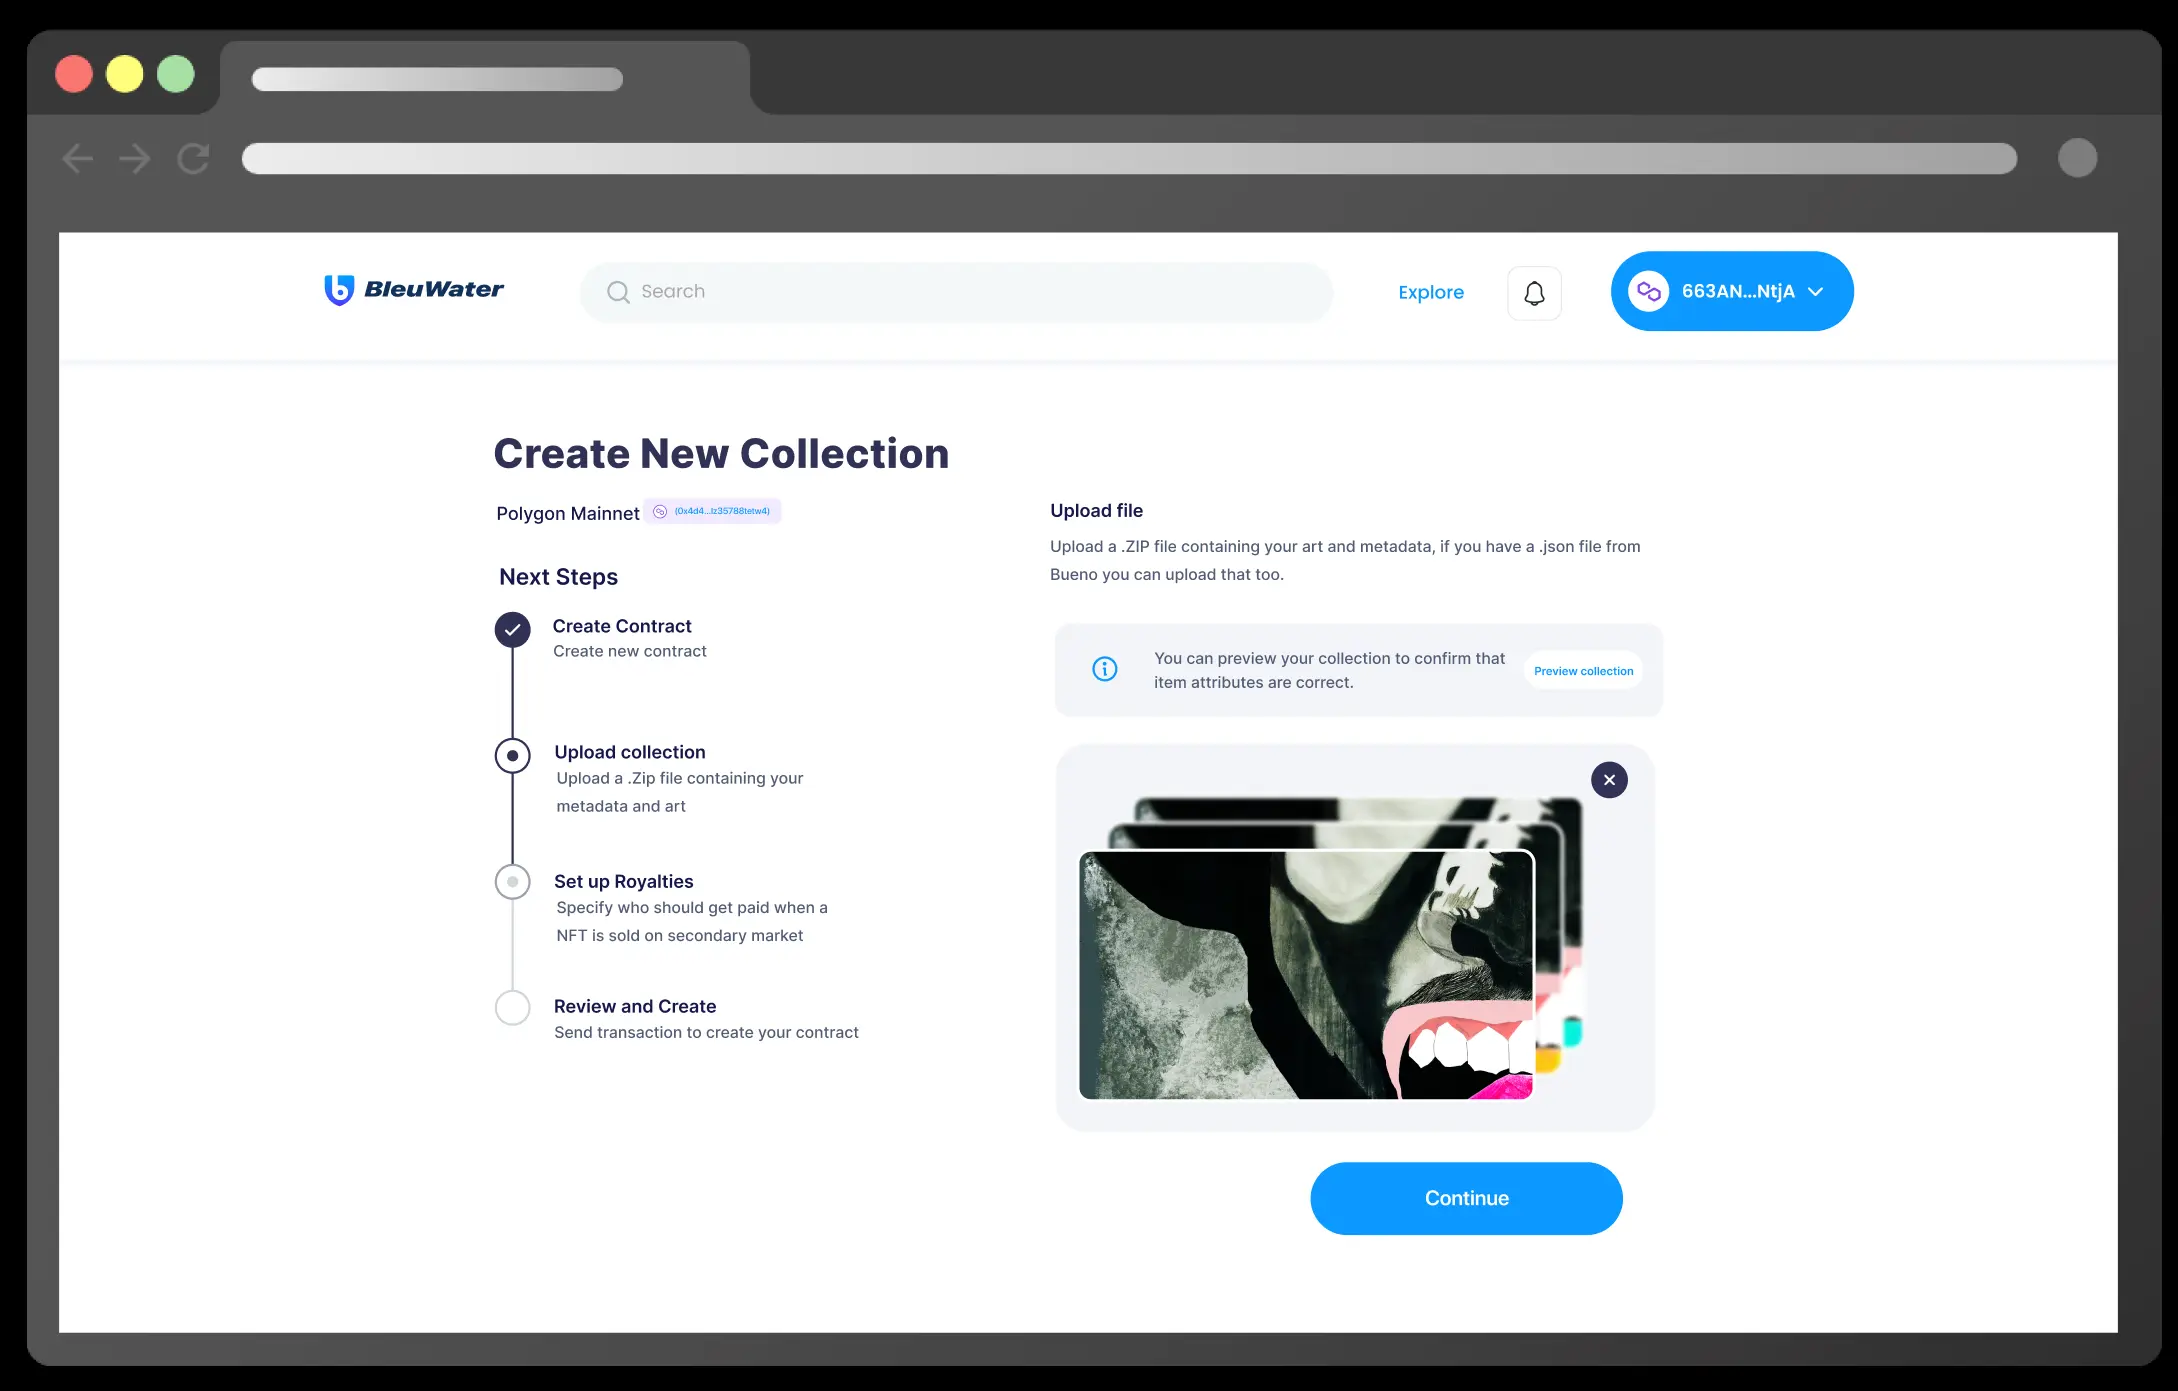 BleuWater
Search
Explore
663AN...NtjA
Create New Collection
Polygon Mainnet
(0x4d4...lz35788tetw4)
Next Steps
Create Contract
Create new contract
Upload collection
Upload a .Zip file containing your
metadata and art
Set up Royalties
Specify who should get paid when a
NFT is sold on secondary market
Review and Create
Send transaction to create your contract
Upload file
Upload a .ZIP file containing your art and metadata, if you have a .json file from
Bueno you can upload that too.
You can preview your collection to confirm that
item attributes are correct.
Preview collection
Continue